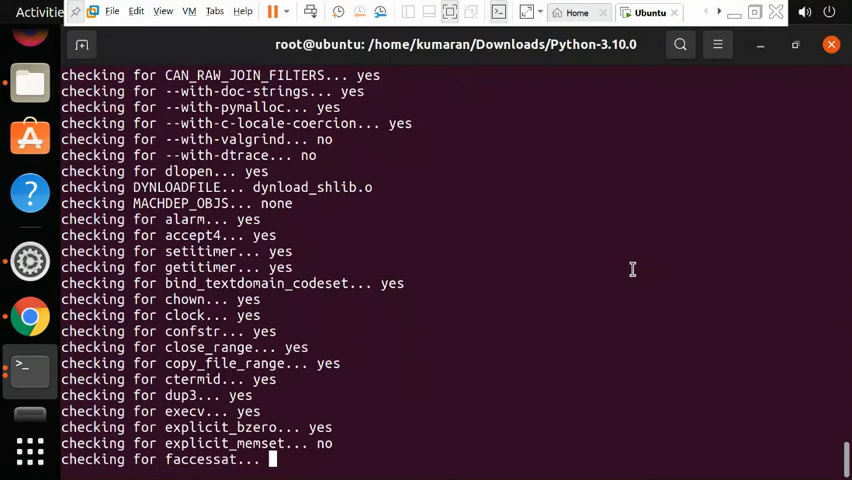 Activitie
File Edit View VM Tabs Help
Home
Ubuntu
root@ubuntu: /home/kumaran/Downloads/Python-3.10.0
checking for CAN_RAW_JOIN_FILTERS... yes
checking for --with-doc-strings... yes
checking for --with-pymalloc... yes
checking for --with-c-locale-coercion... yes
checking for --with-valgrind... no
checking for --with-dtrace... no
checking for dlopen... yes
checking DYNLOADFILE... dynload_shlib.o
checking MACHDEP_OBJS... none
checking for alarm... yes
checking for accept4... yes
checking for setitimer... yes
checking for getitimer... yes
checking for bind_textdomain_codeset... yes
checking for chown... yes
checking for clock... yes
checking for confstr... yes
checking for close_range... yes
checking for copy_file_range... yes
checking for ctermid... yes
checking for dup3... yes
checking for execv... yes
checking for explicit_bzero... yes
checking for explicit_memset... no
checking for faccessat...